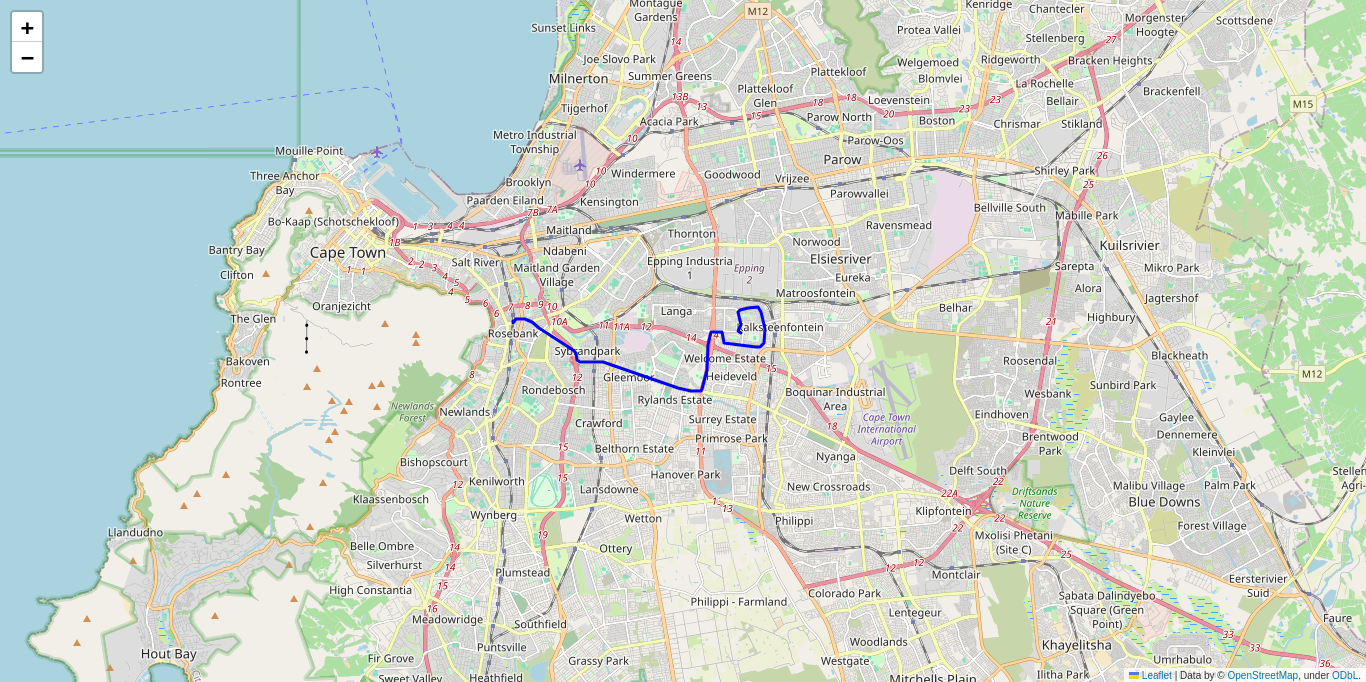 +
−
Montague
Gardens
M12
Kenridge
Chantecler
Morgenster
Hoogte
Scottsdene
Sunset Links
Protea Vallei
Stellenberg
14
27
Joe Slovo Park
Welgemoed
Ridgeworth
Bracken Heights
Milnerton
Summer Greens
Plattekloof
Blomvlei
La Rochelle
Plattekloof
Glen
Brackenfell
Tijgerhof
13B
13
18
18
Loevenstein
23
23
Bellair
M15
15
20
Acacia Park
Parow North
Boston
Chrismar
Stikland
Metro Industrial
Township
Parow-Oos
Mouille Point
10
Parow
26
Three Anchor
Bay
10
Windermere
Goodwood
Vrijzee
Shirley Park
Brooklyn
10
25
Paarden Eiland
Kensington
Parowvallei
Bellville South
Mabille Park
Bo-Kaap (Schotschekloof)
7B
7A
1
3
4
Maitland
Thornton
Ravensmead
Bantry Bay
1B
Cape Town
Ndabeni
Norwood
Kuilsrivier
Salt River
Epping Industria
1
Elsiesriver
Clifton
1
1
2
2
3
4
5
5
Maitland Garden
Village
Epping
2
Eureka
Sarepta
Mikro Park
Matroosfontein
Alora
Jagtershof
Oranjezicht
6
7
8
9
10
Langa
Belhar
Highbury
The Glen
6
10A
11
11A
12
Kalksteenfontein
Rosebank
14
Bakoven
Sybrandpark
Welcome Estate
Roosendal
Blackheath
8
12
Gleemoor
Heideveld
15
M12
Rontree
Rondebosch
Boquinar Industrial
Area
Sunbird Park
Wesbank
Newlands
Forest
Newlands
Rylands Estate
Cape Town
International
Airport
Eindhoven
Gaylee
Crawford
Surrey Estate
18
Dennemere
Primrose Park
Brentwood
Park
Belthorn Estate
15
11
Kleinvlei
Bishopscourt
Nyanga
Hanover Park
Delft South
Stellen
Kenilworth
15
22
Malibu Village
Palm Park
Agri-
Klaassenbosch
Lansdowne
New Crossroads
22A
Driftsands
Nature
Reserve
Blue Downs
Wynberg
Wetton
1
13
Philippi
Klipfontein
22
Forest Village
Llandudno
14
19
22
Mxolisi Phetani
(Site C)
Belle Ombre
Ottery
25
Silverhurst
14
12
12
Plumstead
Montclair
Eersterivier
Suid
High Constantia
15
Colorado Park
Sabata Dalindyebo
Square (Green
Point)
16
Philippi - Farmland
Lentegeur
Meadowridge
Southfield
Faure
Puntsville
Woodlands
Khayelitsha
33
Hout Bay
Fir Grove
Grassy Park
Westgate
Umhrabulo
Sweet Valley
Heathfield
Mitchells Plain
Ilitha Park
Leaflet | Data by © OpenStreetMap, under ODbL.